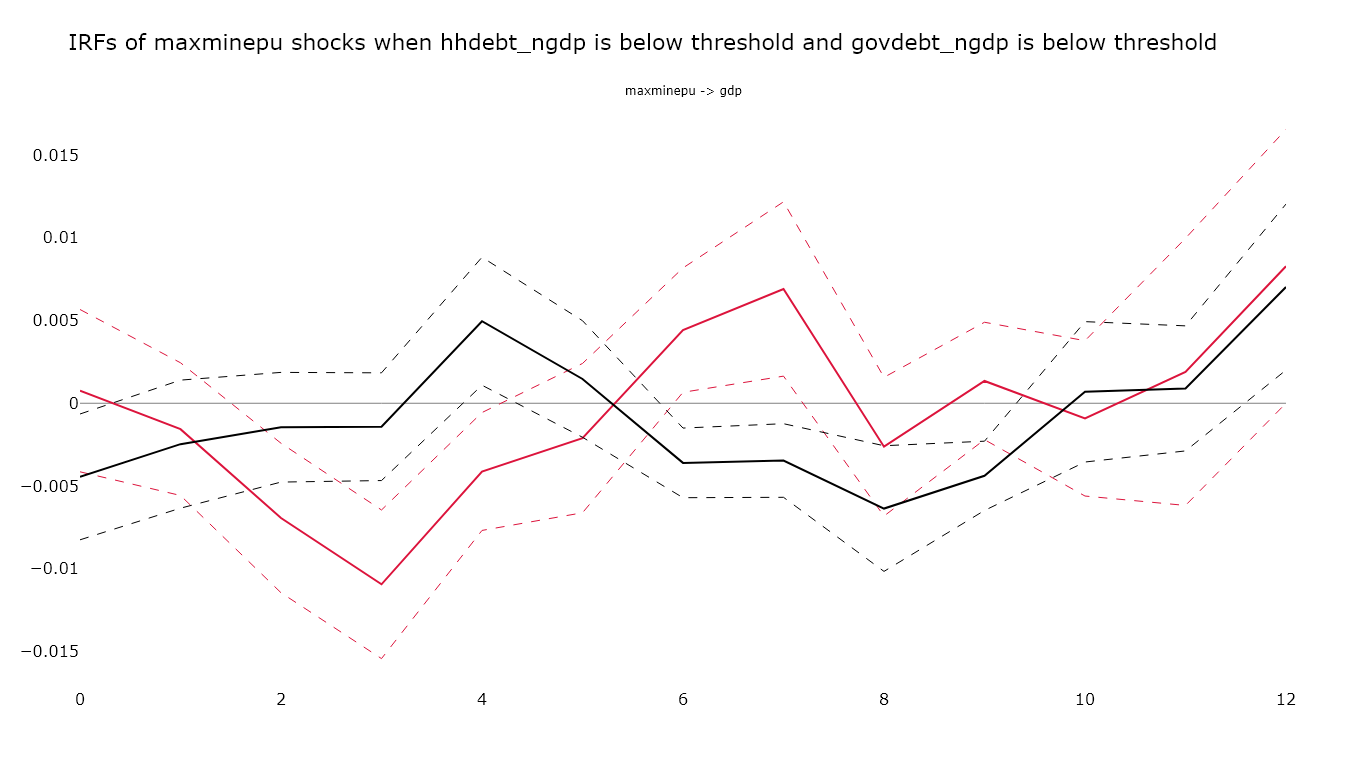 IRFs of maxminepu shocks when hhdebt_ngdp is below threshold and govdebt_ngdp is below threshold
maxminepu -> gdp
0.015
0.01
0.005
0
−0.005
−0.01
−0.015
0 2 4 6 8 10 12